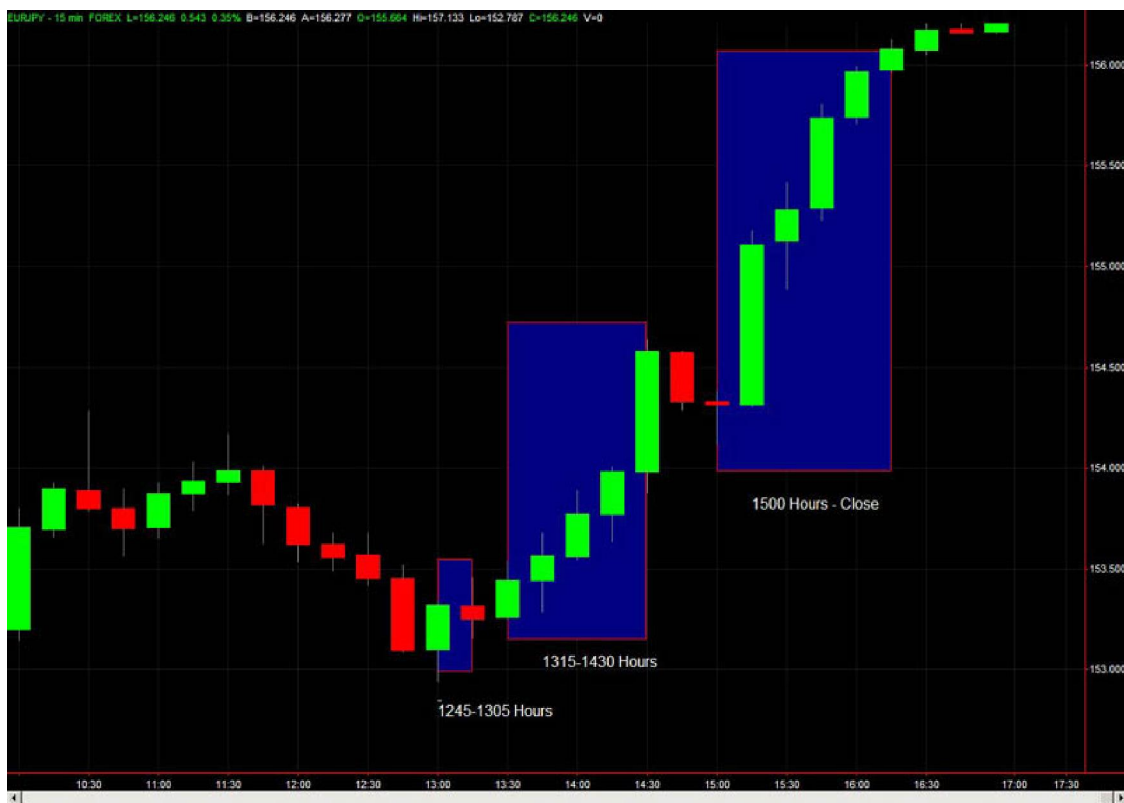 EURJPY - 15 min FOREX L=156.246 0.543 0.35% B=156.246 A=156.277 O=155.664 Hi=157.133 Lo=152.787 C=156.246 V=0
156.000
155.500
155.000
154.500
1500 Hours - Close
154.000
153.500
1315-1430 Hours
153.000
1245-1305 Hours
10:30 11:00 11:30 12:00 12:30 13:00 13:30 14:00 14:30 15:00 15:30 16:00 16:30 17:00 17:30